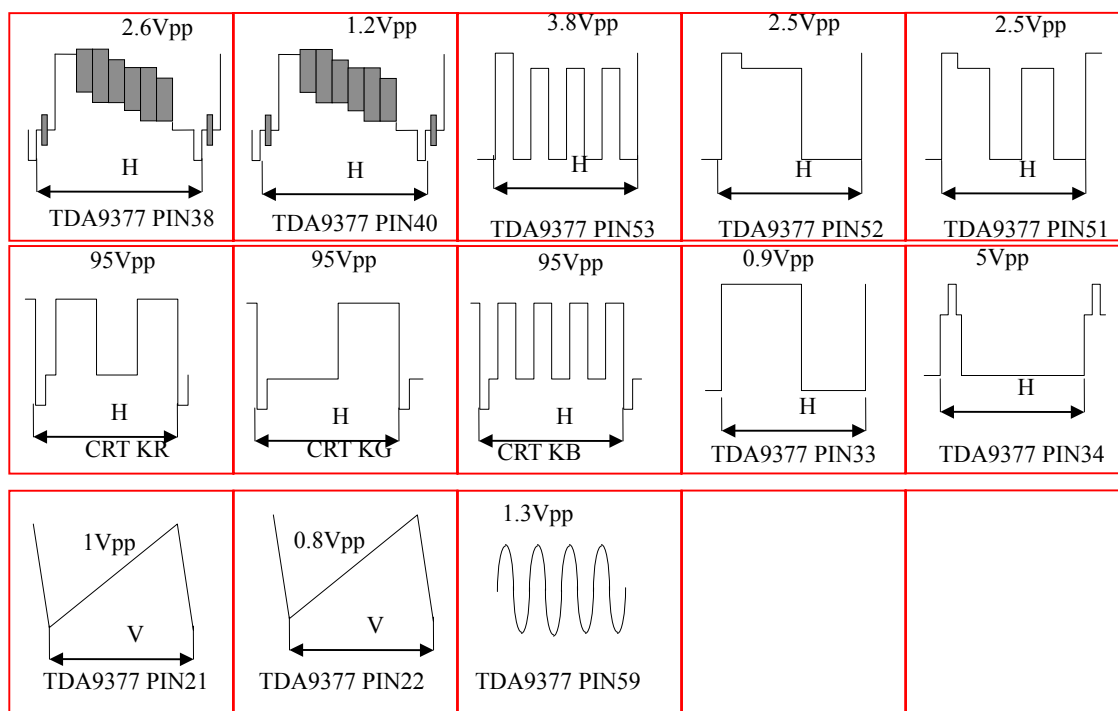 2.6Vpp
H
TDA9377 PIN38
1.2Vpp
H
TDA9377 PIN40
3.8Vpp
H
TDA9377 PIN53
2.5Vpp
H
TDA9377 PIN52
2.5Vpp
H
TDA9377 PIN51
95Vpp
H
CRT KR
95Vpp
H
CRT KG
95Vpp
H
CRT KB
0.9Vpp
H
TDA9377 PIN33
5Vpp
H
TDA9377 PIN34
1Vpp
V
TDA9377 PIN21
0.8Vpp
V
TDA9377 PIN22
1.3Vpp
TDA9377 PIN59